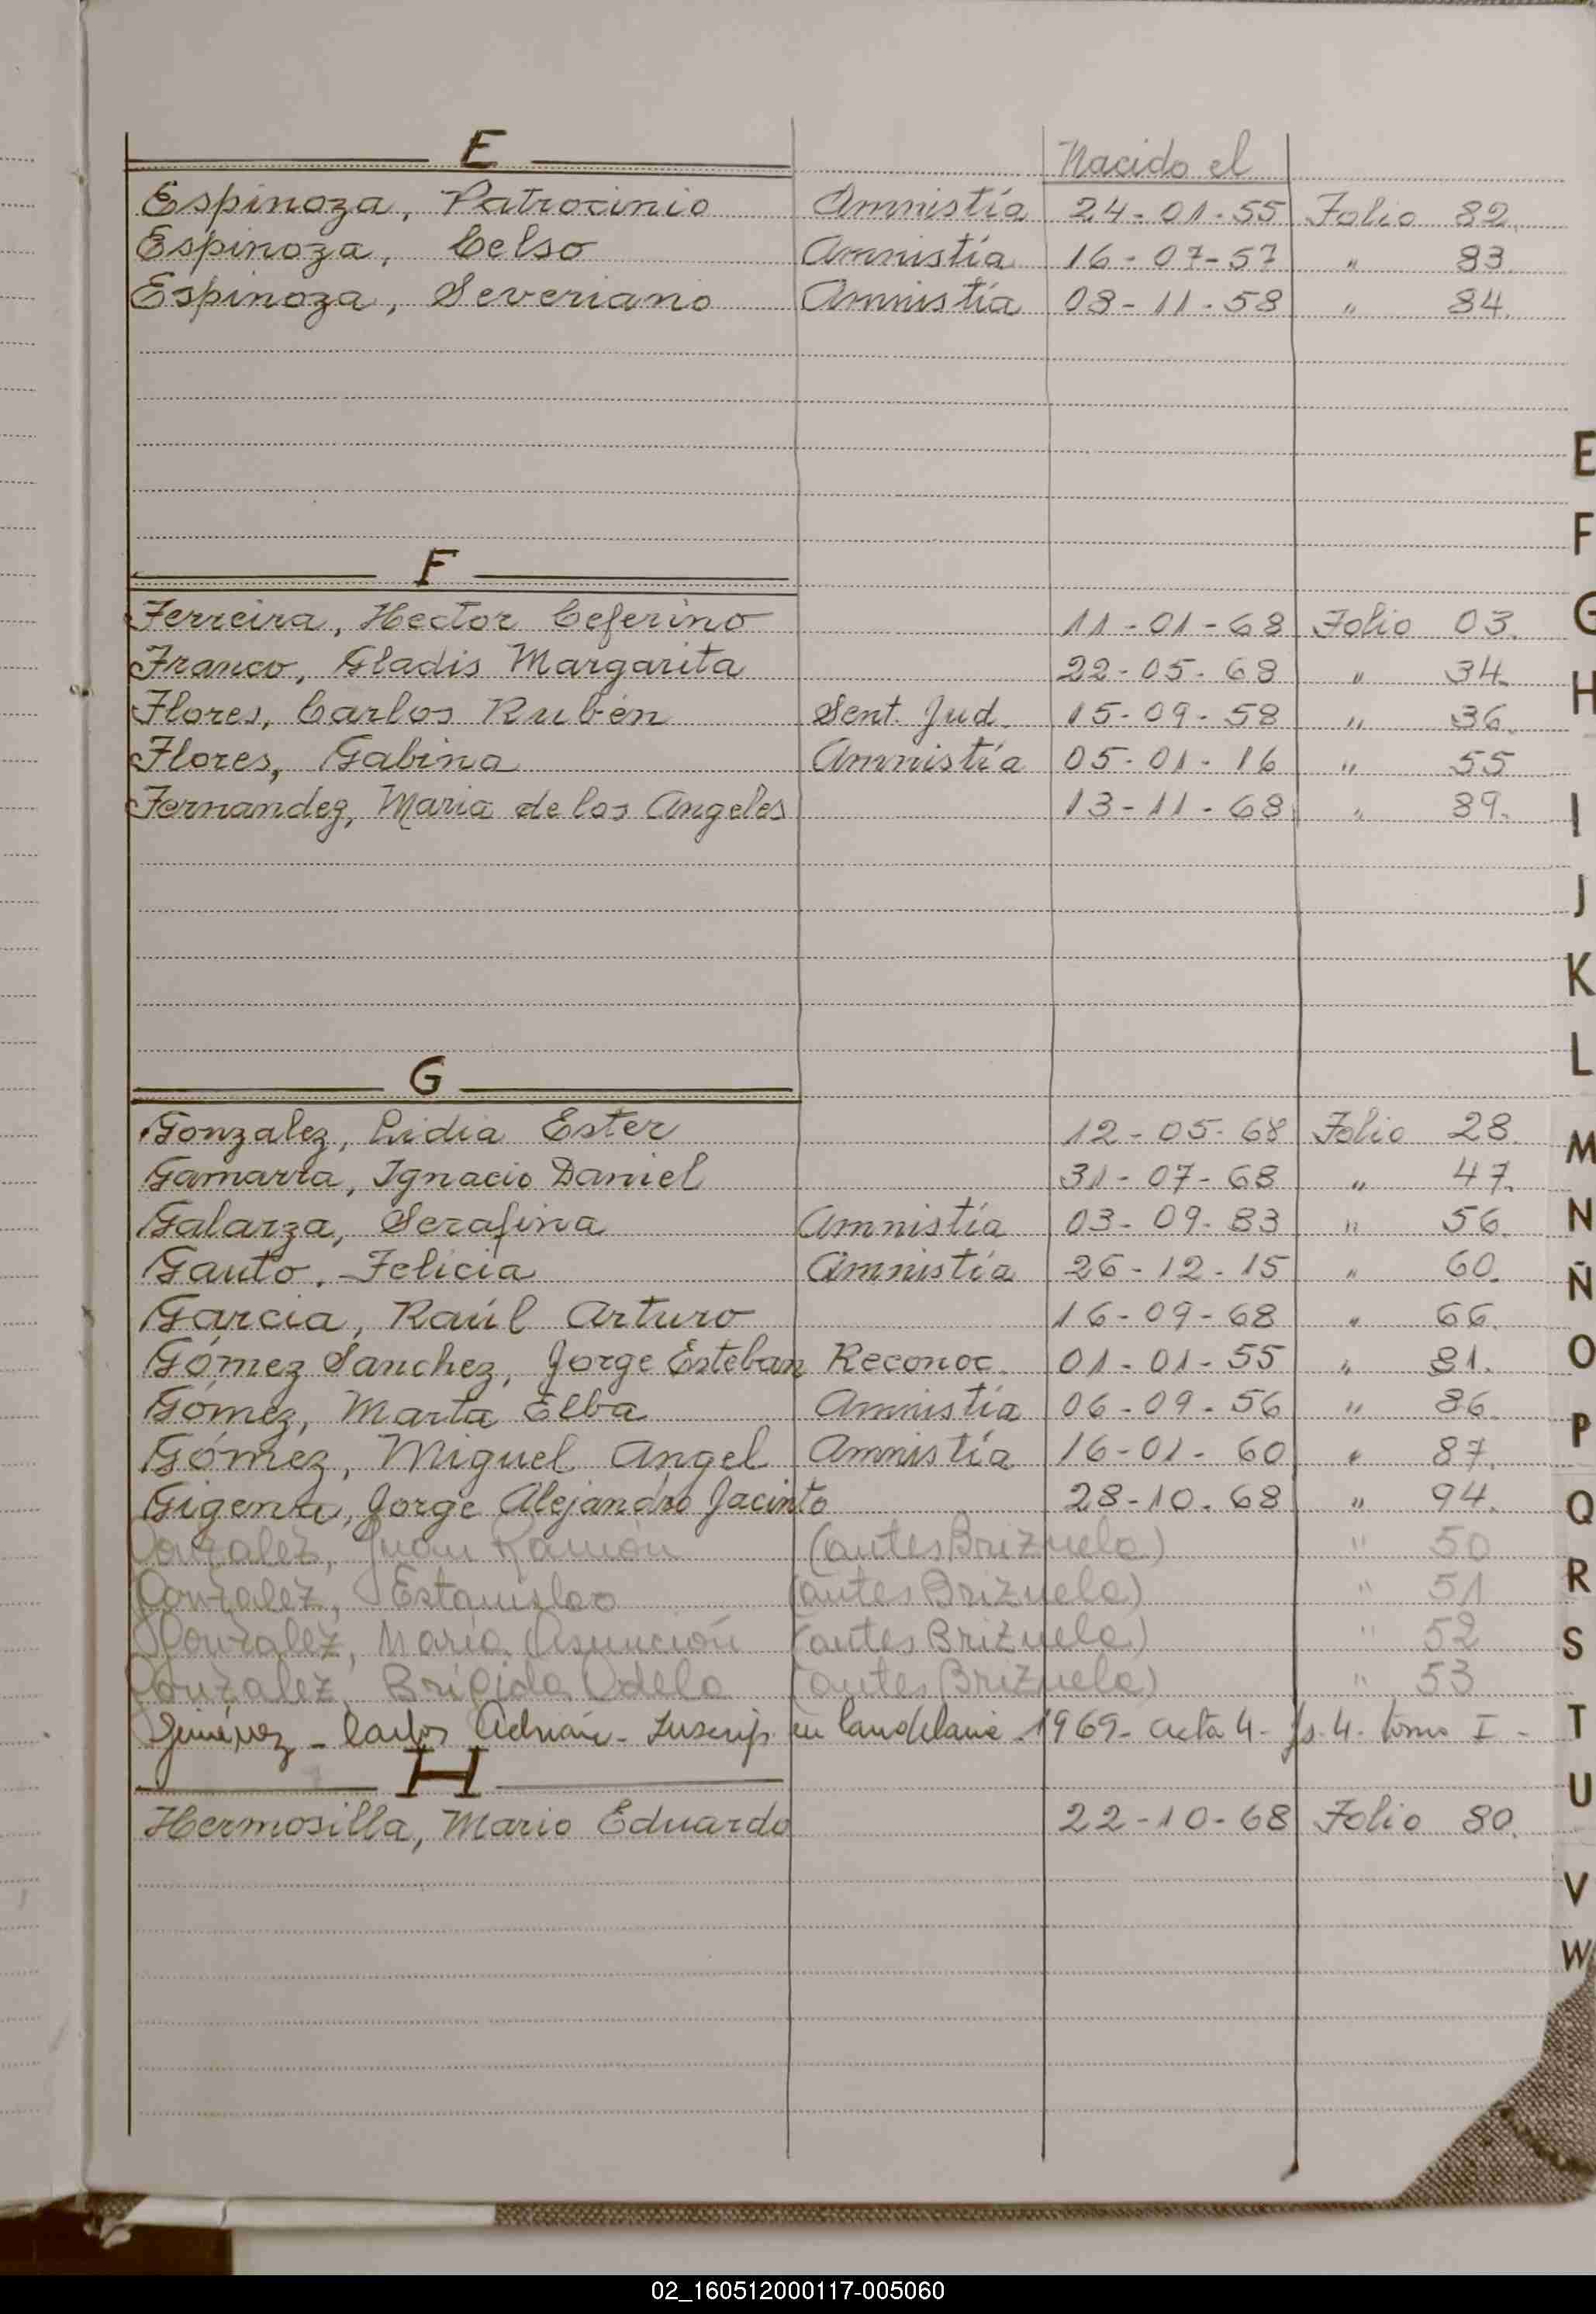 E
Nacido el
Espinoza, Patrocinio Amnistía 24-01-55 Folio 82.
Espinoza, Celso Amnistía 16-07-57 " 83.
Espinoza, Severiano Amnistía 08-11-58 " 84.
F
Ferreira, Hector Ceferino 11-01-68 Folio 03.
Franco, Gladis Margarita 22-05-68 " 34.
Flores, Carlos Rubén Sent. Jud. 15-09-58 " 36.
Flores, Gabina Amnistía 05-01-16 " 55
Fernandez, Maria de los Angeles 13-11-68 " 89.
G
Gonzalez, Lidia Ester 12-05-68 Folio 28.
Gamarra, Ignacio Daniel 31-07-68 " 47.
Galarza, Serafina Amnistía 03-09-83 " 56.
Gauto, Felicia Amnistía 26-12-15 " 60.
Garcia, Raúl Arturo 16-09-68 " 66.
Gómez Sanchez, Jorge Esteban Reconoc. 01-01-55 " 81.
Gómez, Marta Elba Amnistía 06-09-56 " 86.
Gómez, Miguel Angel Amnistía 16-01-60 " 87.
Gigena, Jorge Alejandro Jacinto 28-10-68 " 94.
Gonzalez, Juan Ramón (antes Brizuela) " 50
Gonzalez, Estanislao (antes Brizuela) " 51
Gonzalez, María Asunción (antes Brizuela) " 52
Gonzalez, Brígida Odela (antes Brizuela) " 53
Giménez - Carlos Adrián - Inscrip. en Candelaria - 1969 - acta 4 - fs. 4 - tomo I -
H
Hermosilla, Mario Eduardo 22-10-68 Folio 80.
E
F
G
H
I
J
K
L
M
N
Ñ
O
P
Q
R
S
T
U
V
W
02_160512000117-005060